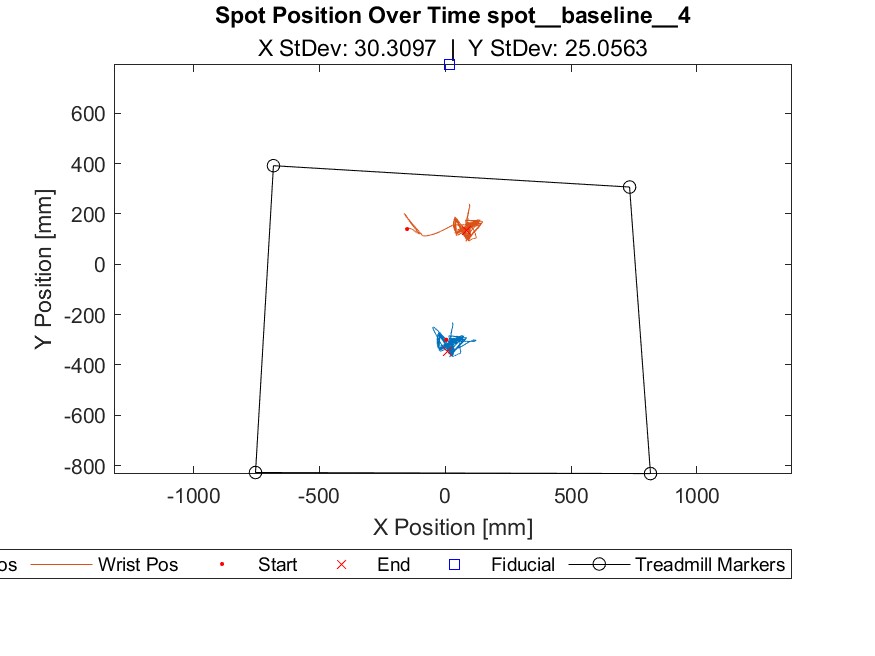 Spot Position Over Time spot__baseline__4
X StDev: 30.3097 | Y StDev: 25.0563
600
400
200
0
-200
-400
-600
-800
Y Position [mm]
-1000 -500 0 500 1000
X Position [mm]
os Wrist Pos Start End Fiducial Treadmill Markers